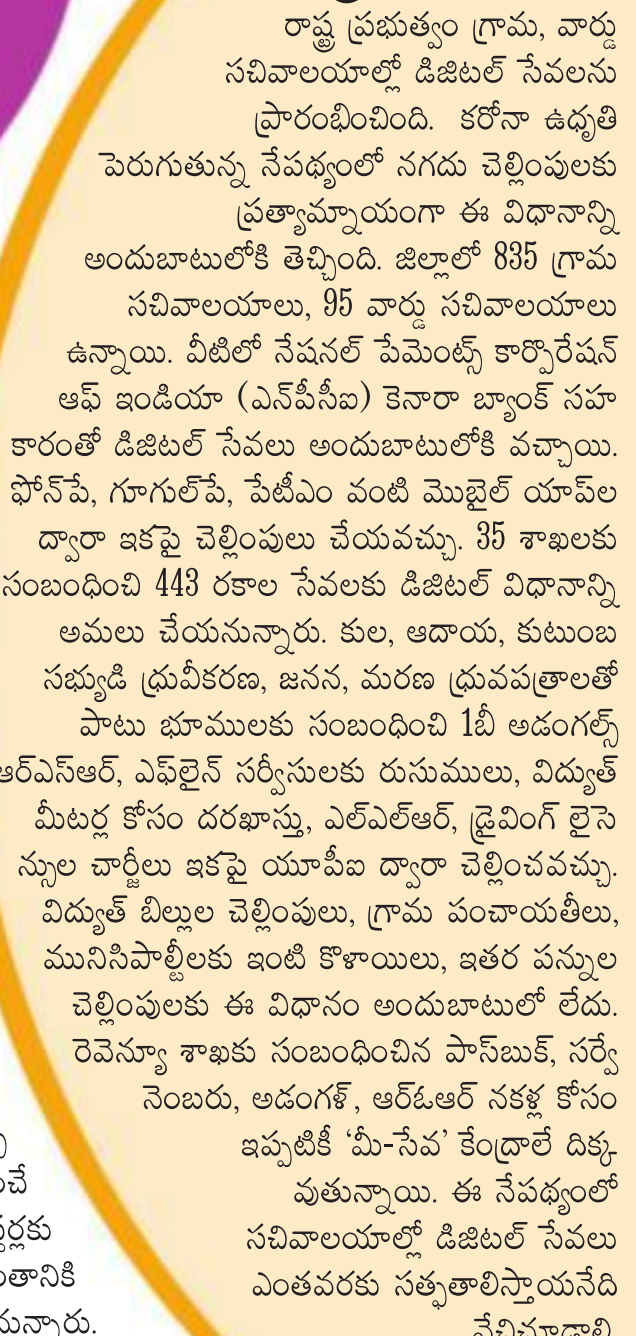 రాష్ట్ర ప్రభుత్వం గ్రామ, వార్డు
సచివాలయాల్లో డిజిటల్ సేవలను
ప్రారంభించింది. కరోనా ఉధృతి
పెరుగుతున్న నేపథ్యంలో నగదు చెల్లింపులకు
ప్రత్యామ్నాయంగా ఈ విధానాన్ని
అందుబాటులోకి తెచ్చింది. జిల్లాలో 835 గ్రామ
సచివాలయాలు, 95 వార్డు సచివాలయాలు
ఉన్నాయి. వీటిలో నేషనల్ పేమెంట్స్ కార్పొరేషన్
ఆఫ్ ఇండియా (ఎన్‌పీసీఐ) కెనారా బ్యాంక్ సహ
కారంతో డిజిటల్ సేవలు అందుబాటులోకి వచ్చాయి.
ఫోన్‌పే, గూగుల్‌పే, పేటీఎం వంటి మొబైల్ యాప్‌ల
ద్వారా ఇకపై చెల్లింపులు చేయవచ్చు. 35 శాఖలకు
సంబంధించి 443 రకాల సేవలకు డిజిటల్ విధానాన్ని
అమలు చేయనున్నారు. కుల, ఆదాయ, కుటుంబ
సభ్యుడి ధ్రువీకరణ, జనన, మరణ ధ్రువపత్రాలతో
పాటు భూములకు సంబంధించి 1బీ అడంగల్స్
ఆర్ఎస్ఆర్, ఎఫ్‌లైన్ సర్వీసులకు రుసుములు, విద్యుత్
మీటర్ల కోసం దరఖాస్తు, ఎల్ఎల్ఆర్, డ్రైవింగ్ లైసె
న్సుల చార్జీలు ఇకపై యూపీఐ ద్వారా చెల్లించవచ్చు.
విద్యుత్ బిల్లుల చెల్లింపులు, గ్రామ పంచాయతీలు,
మునిసిపాల్టీలకు ఇంటి కొళాయిలు, ఇతర పన్నుల
చెల్లింపులకు ఈ విధానం అందుబాటులో లేదు.
రెవెన్యూ శాఖకు సంబంధించిన పాస్‌బుక్, సర్వే
నెంబరు, అడంగళ్, ఆర్ఓఆర్ నకళ్ల కోసం
ఇప్పటికీ ‘మీ-సేవ’ కేంద్రాలే దిక్క
వుతున్నాయి. ఈ నేపథ్యంలో
సచివాలయాల్లో డిజిటల్ సేవలు
ఎంతవరకు సత్ఫతాలిస్తాయనేది
వేచిచూడాలి.